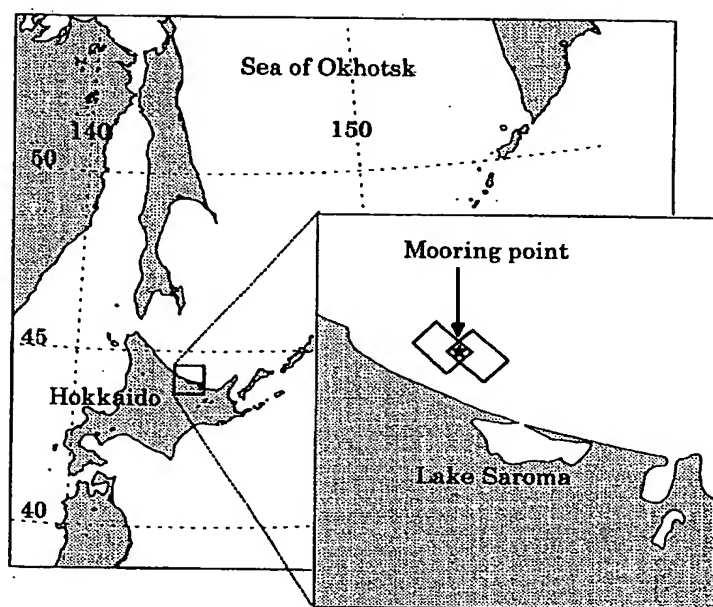 Sea of Okhotsk
140
150
50
Mooring point
45
Hokkaido
Lake Saroma
40